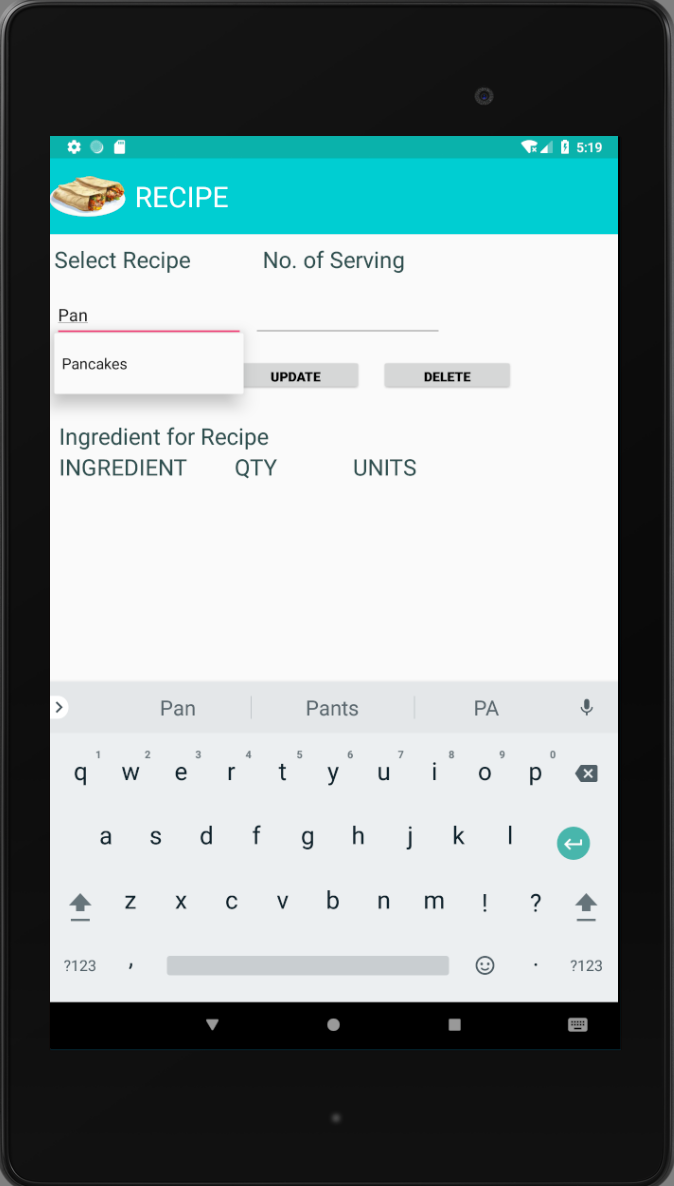 5:19
RECIPE
Select Recipe No. of Serving
Pan
Pancakes
UPDATE DELETE
Ingredient for Recipe
INGREDIENT QTY UNITS
Pan Pants PA
1 2 3 4 5 6 7 8 9 0
q w e r t y u i o p
a s d f g h j k l
z x c v b n m ! ?
?123 , . ?123